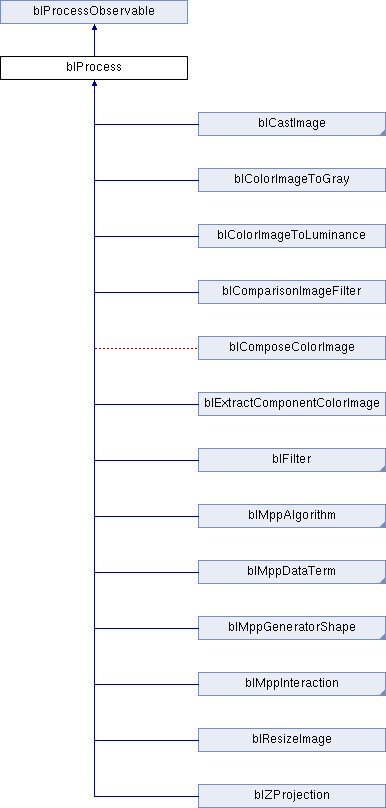 blProcessObservable
blProcess
blCastImage
blColorImageToGray
blColorImageToLuminance
blComparisonImageFilter
blComposeColorImage
blExtractComponentColorImage
blFilter
blMppAlgorithm
blMppDataTerm
blMppGeneratorShape
blMppInteraction
blResizeImage
blZProjection